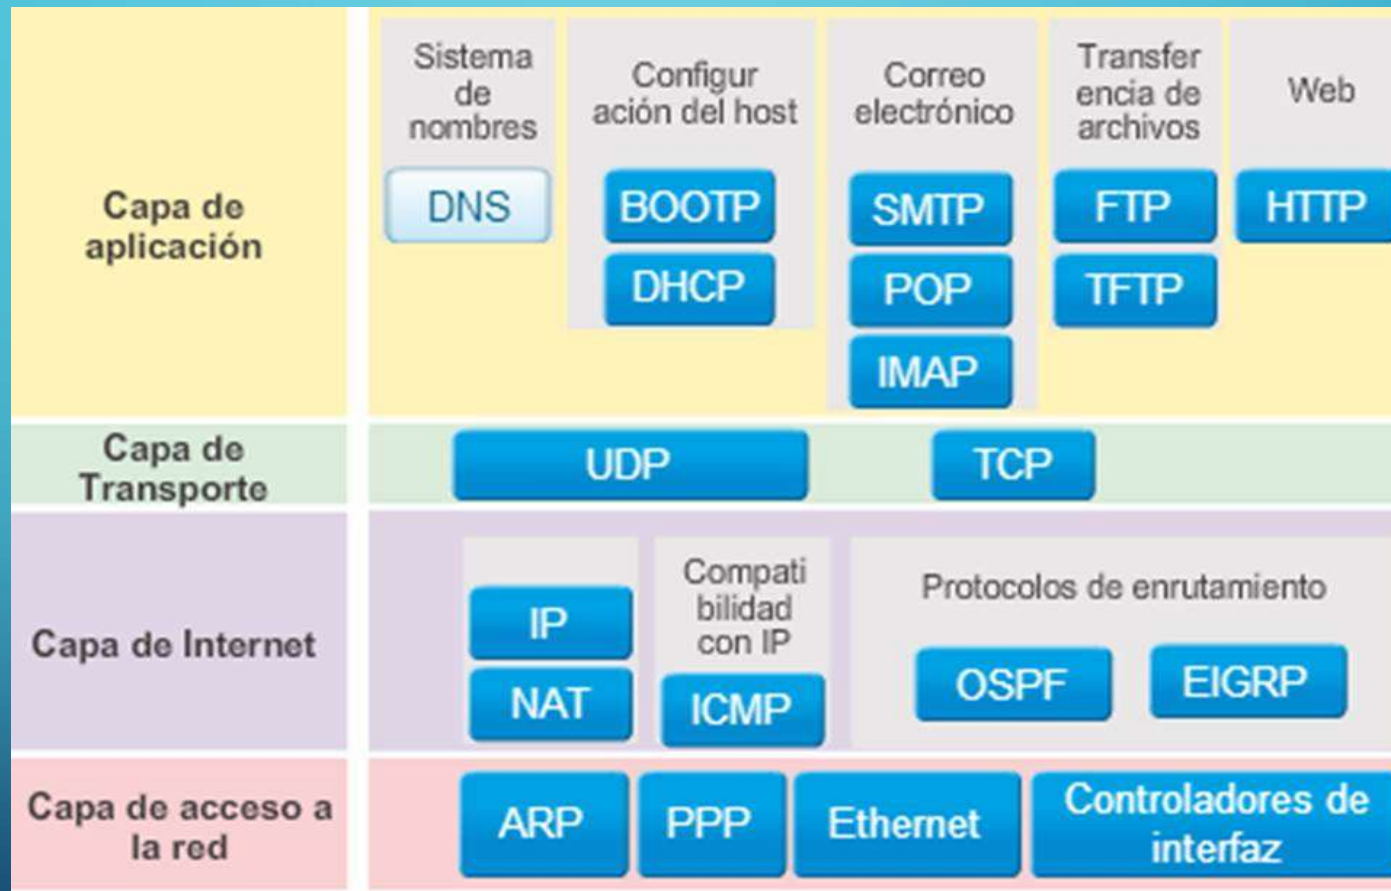 Capa de
aplicación
Sistema
de
nombres
DNS
Configur
ación del host
BOOTP
DHCP
Correo
electrónico
SMTP
POP
IMAP
Transfer
encia de
archivos
FTP
TFTP
Web
HTTP
Capa de
Transporte
UDP
TCP
Capa de Internet
IP
NAT
Compati
bilidad
con IP
ICMP
Protocolos de enrutamiento
OSPF
EIGRP
Capa de acceso a
la red
ARP
PPP
Ethernet
Controladores de
interfaz